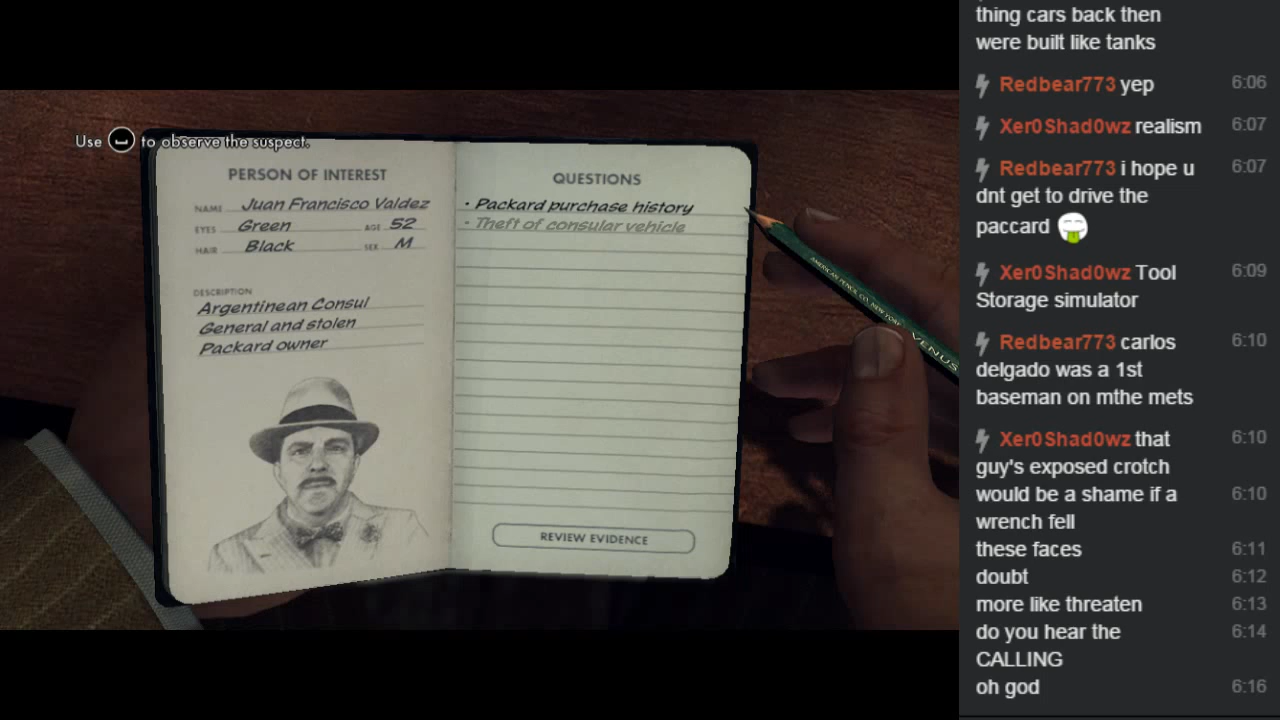 Use to observe the suspect.
PERSON OF INTEREST
NAME Juan Francisco Valdez
EYES Green AGE 52
HAIR Black SEX M
DESCRIPTION
Argentinean Consul
General and stolen
Packard owner
QUESTIONS
• Packard purchase history
• Theft of consular vehicle
REVIEW EVIDENCE
AMERICAN PENCIL CO. NEW YORK VENUS
thing cars back then
were built like tanks
Redbear773 yep 6:06
Xer0Shad0wz realism 6:07
Redbear773 i hope u 6:07
dnt get to drive the
paccard
Xer0Shad0wz Tool 6:09
Storage simulator
Redbear773 carlos 6:10
delgado was a 1st
baseman on mthe mets
Xer0Shad0wz that 6:10
guy's exposed crotch
would be a shame if a 6:10
wrench fell
these faces 6:11
doubt 6:12
more like threaten 6:13
do you hear the 6:14
CALLING
oh god 6:16